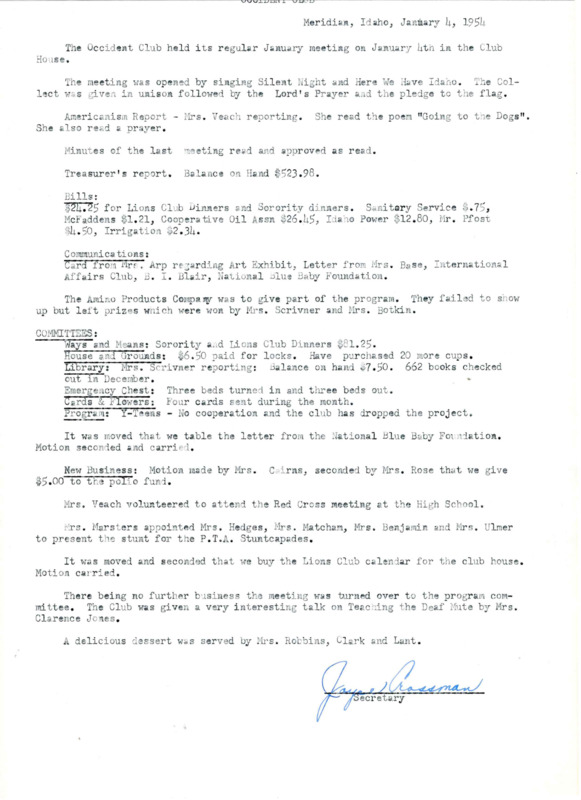 OCCIDENT CLUB
Meridian, Idaho, January 4, 1954
The Occident Club held its regular January meeting on January 4th in the Club
House.
The meeting was opened by singing Silent Night and Here We Have Idaho. The Col-
lect was given in unison followed by the Lord's Prayer and the pledge to the flag.
Americanism Report - Mrs. Veach reporting. She read the poem "Going to the Dogs".
She also read a prayer.
Minutes of the last meeting read and approved as read.
Treasurer's report. Balance on Hand $523.98.
Bills:
$24.25 for Lions Club Dinners and Sorority dinners. Sanitary Service $.75,
McFaddens $1.21, Cooperative Oil Assn $26.45, Idaho Power $12.80, Mr. Pfost
$4.50, Irrigation $2.34.
Communications:
Card from Mrs. Arp regarding Art Exhibit, Letter from Mrs. Base, International
Affairs Club, B. I. Blair, National Blue Baby Foundation.
The Amino Products Company was to give part of the program. They failed to show
up but left prizes which were won by Mrs. Scrivner and Mrs. Botkin.
COMMITTEES:
Ways and Means: Sorority and Lions Club Dinners $81.25.
House and Grounds: $6.50 paid for locks. Have purchased 20 more cups.
Library: Mrs. Scrivner reporting: Balance on hand $7.50. 662 books checked
out in December.
Emergency Chest: Three beds turned in and three beds out.
Cards & Flowers: Four cards sent during the month.
Program: Y-Teens - No cooperation and the club has dropped the project.
It was moved that we table the letter from the National Blue Baby Foundation.
Motion seconded and carried.
New Business: Motion made by Mrs. Cairns, seconded by Mrs. Rose that we give
$5.00 to the polio fund.
Mrs. Veach volunteered to attend the Red Cross meeting at the High School.
Mrs. Marsters appointed Mrs. Hedges, Mrs. Matcham, Mrs. Benjamin and Mrs. Ulmer
to present the stunt for the P.T.A. Stuntcapades.
It was moved and seconded that we buy the Lions Club calendar for the club house.
Motion carried.
There being no further business the meeting was turned over to the program com-
mittee. The Club was given a very interesting talk on Teaching the Deaf Mute by Mrs.
Clarence Jones.
A delicious dessert was served by Mrs. Robbins, Clark and Lant.
Jayne Crossman
Secretary